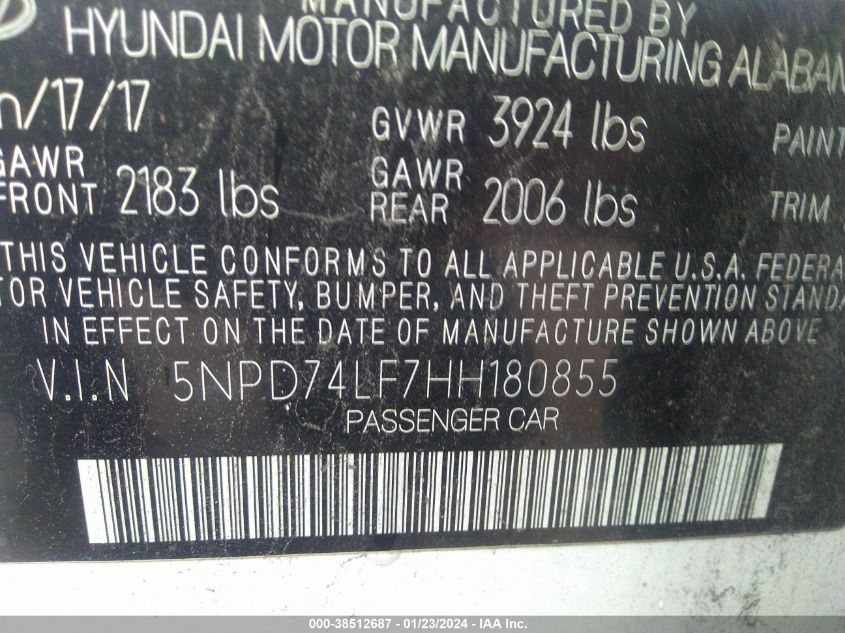 MANUFACTURED BY
HYUNDAI MOTOR MANUFACTURING ALABAM
/17/17 GVWR 3924 lbs PAINT
GAWR FRONT 2183 lbs GAWR REAR 2006 lbs TRIM
THIS VEHICLE CONFORMS TO ALL APPLICABLE U.S.A. FEDERA
TOR VEHICLE SAFETY, BUMPER, AND THEFT PREVENTION STANDA
IN EFFECT ON THE DATE OF MANUFACTURE SHOWN ABOVE
V.I.N 5NPD74LF7HH180855
PASSENGER CAR
000-38512687 - 01/23/2024 - IAA Inc.